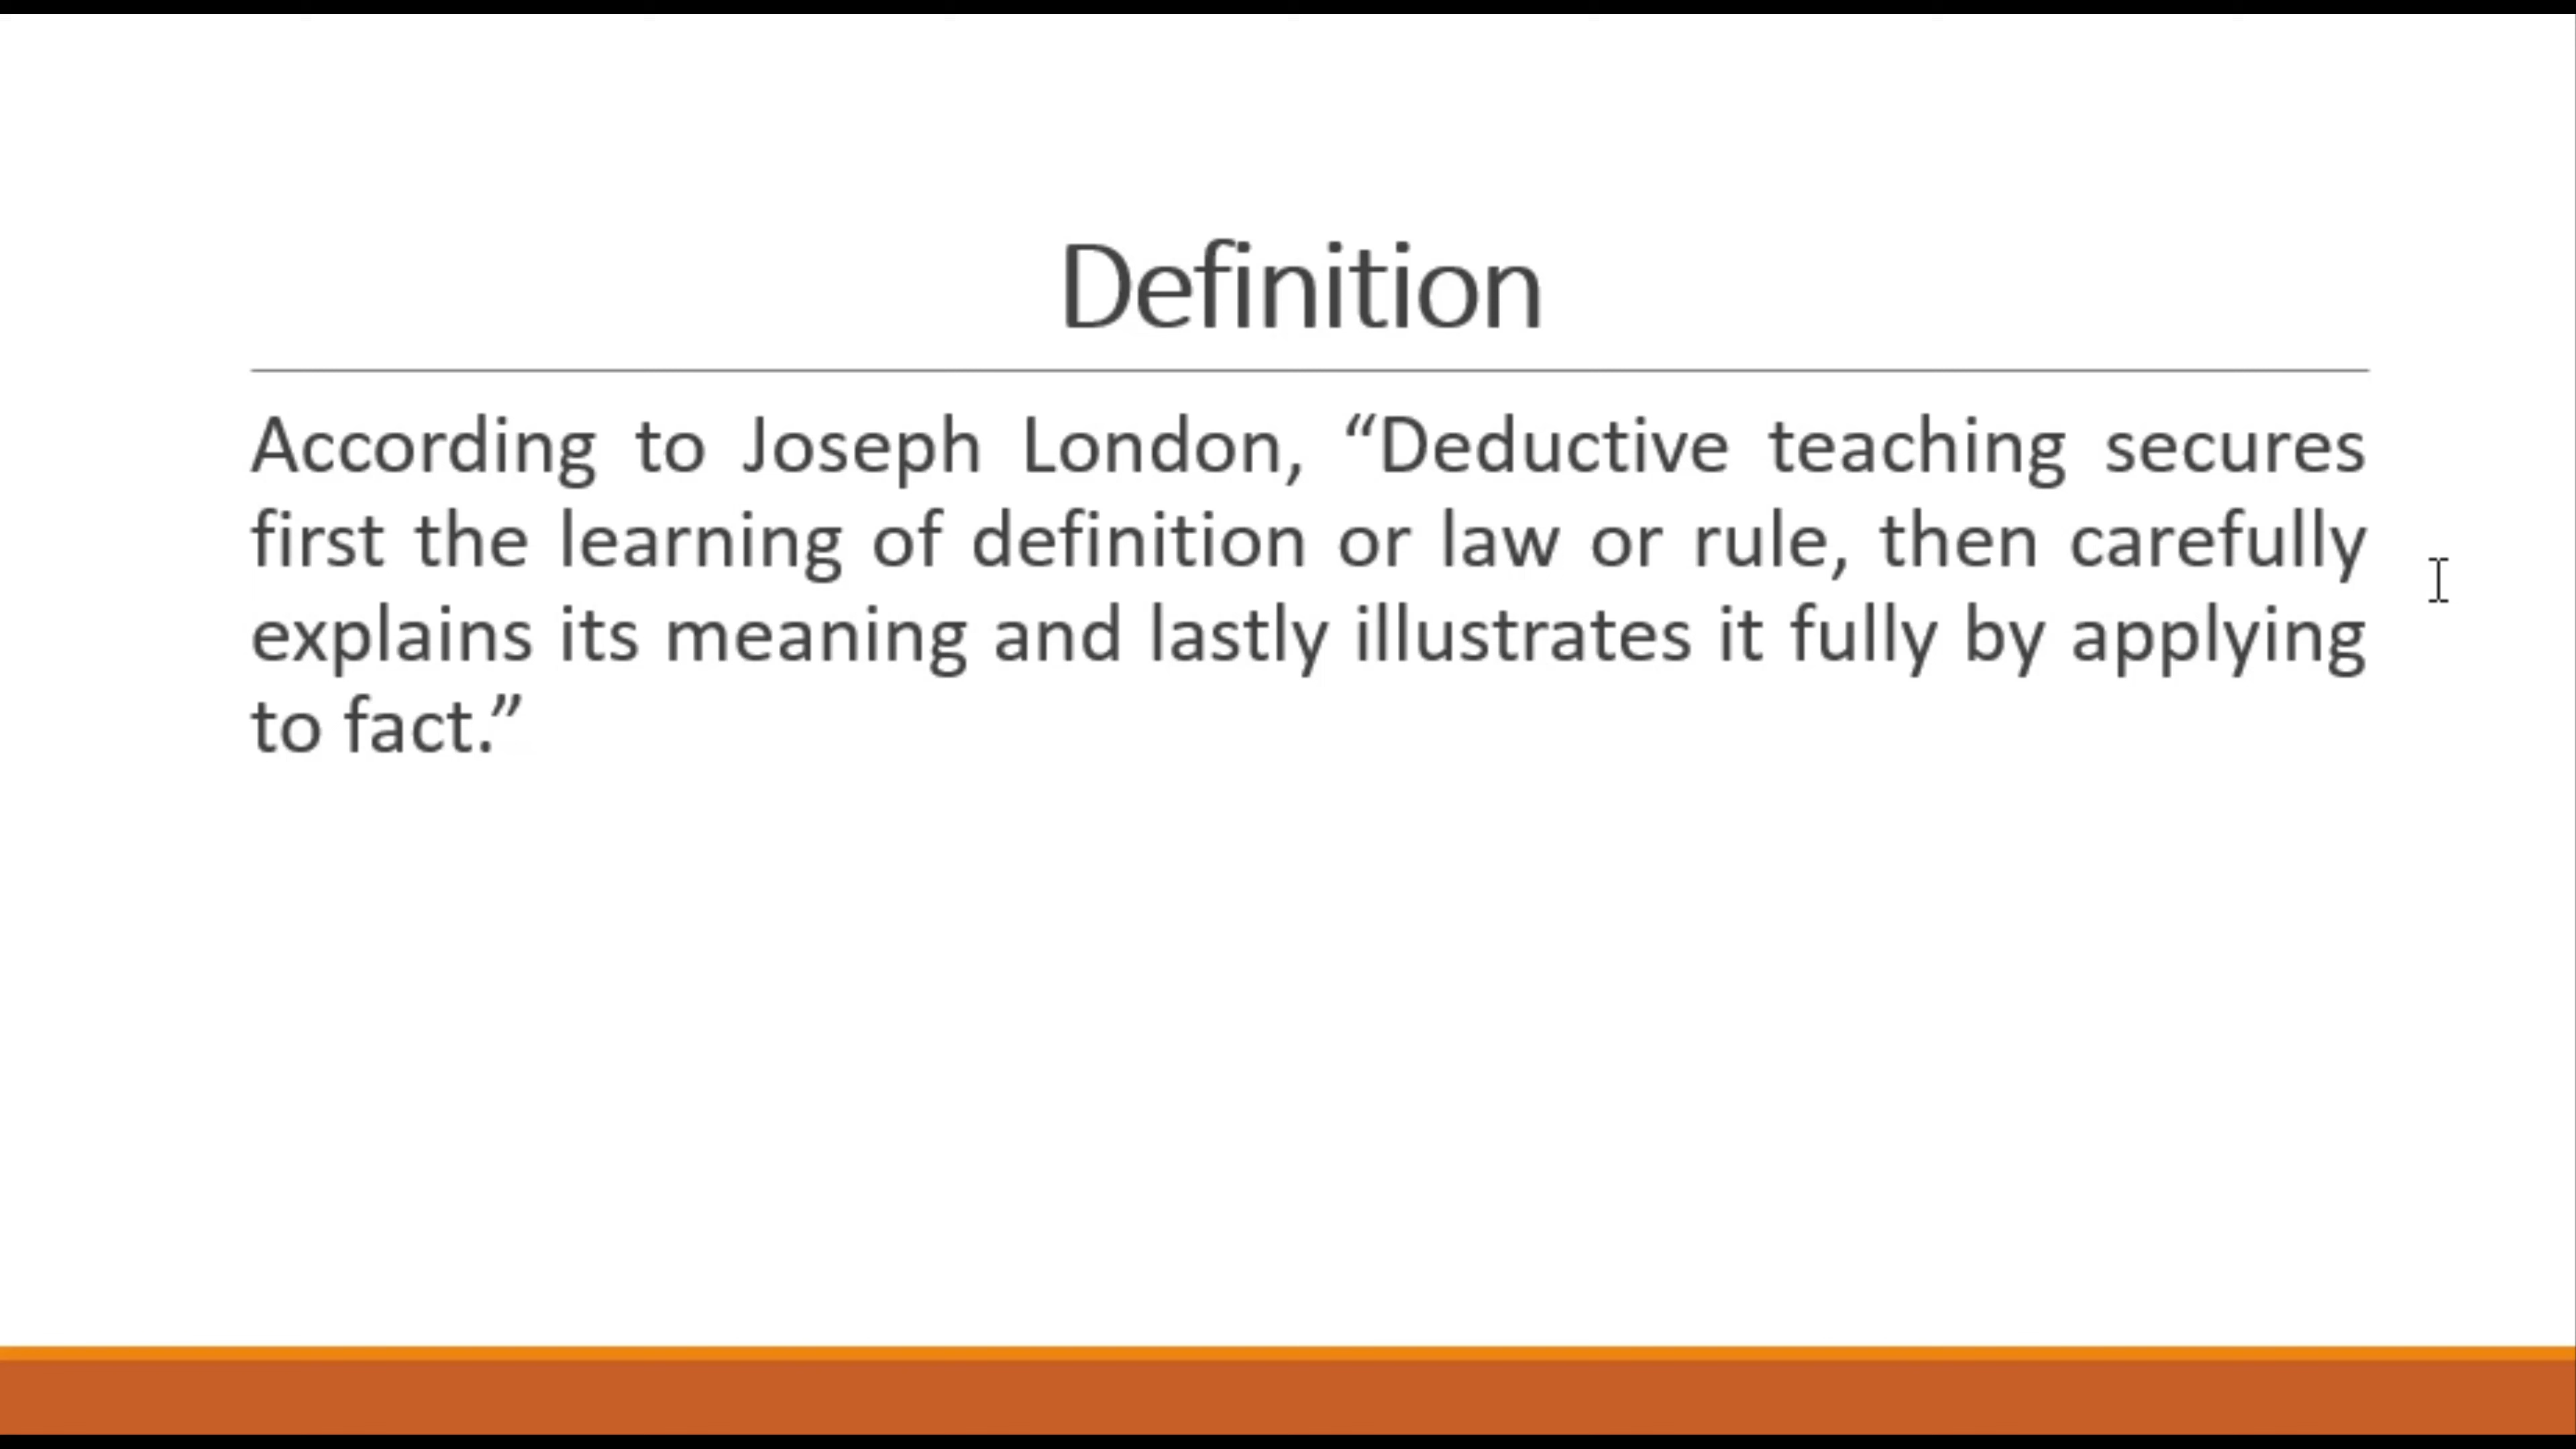 Definition
According to Joseph London, “Deductive teaching secures
first the learning of definition or law or rule, then carefully
explains its meaning and lastly illustrates it fully by applying
to fact.”